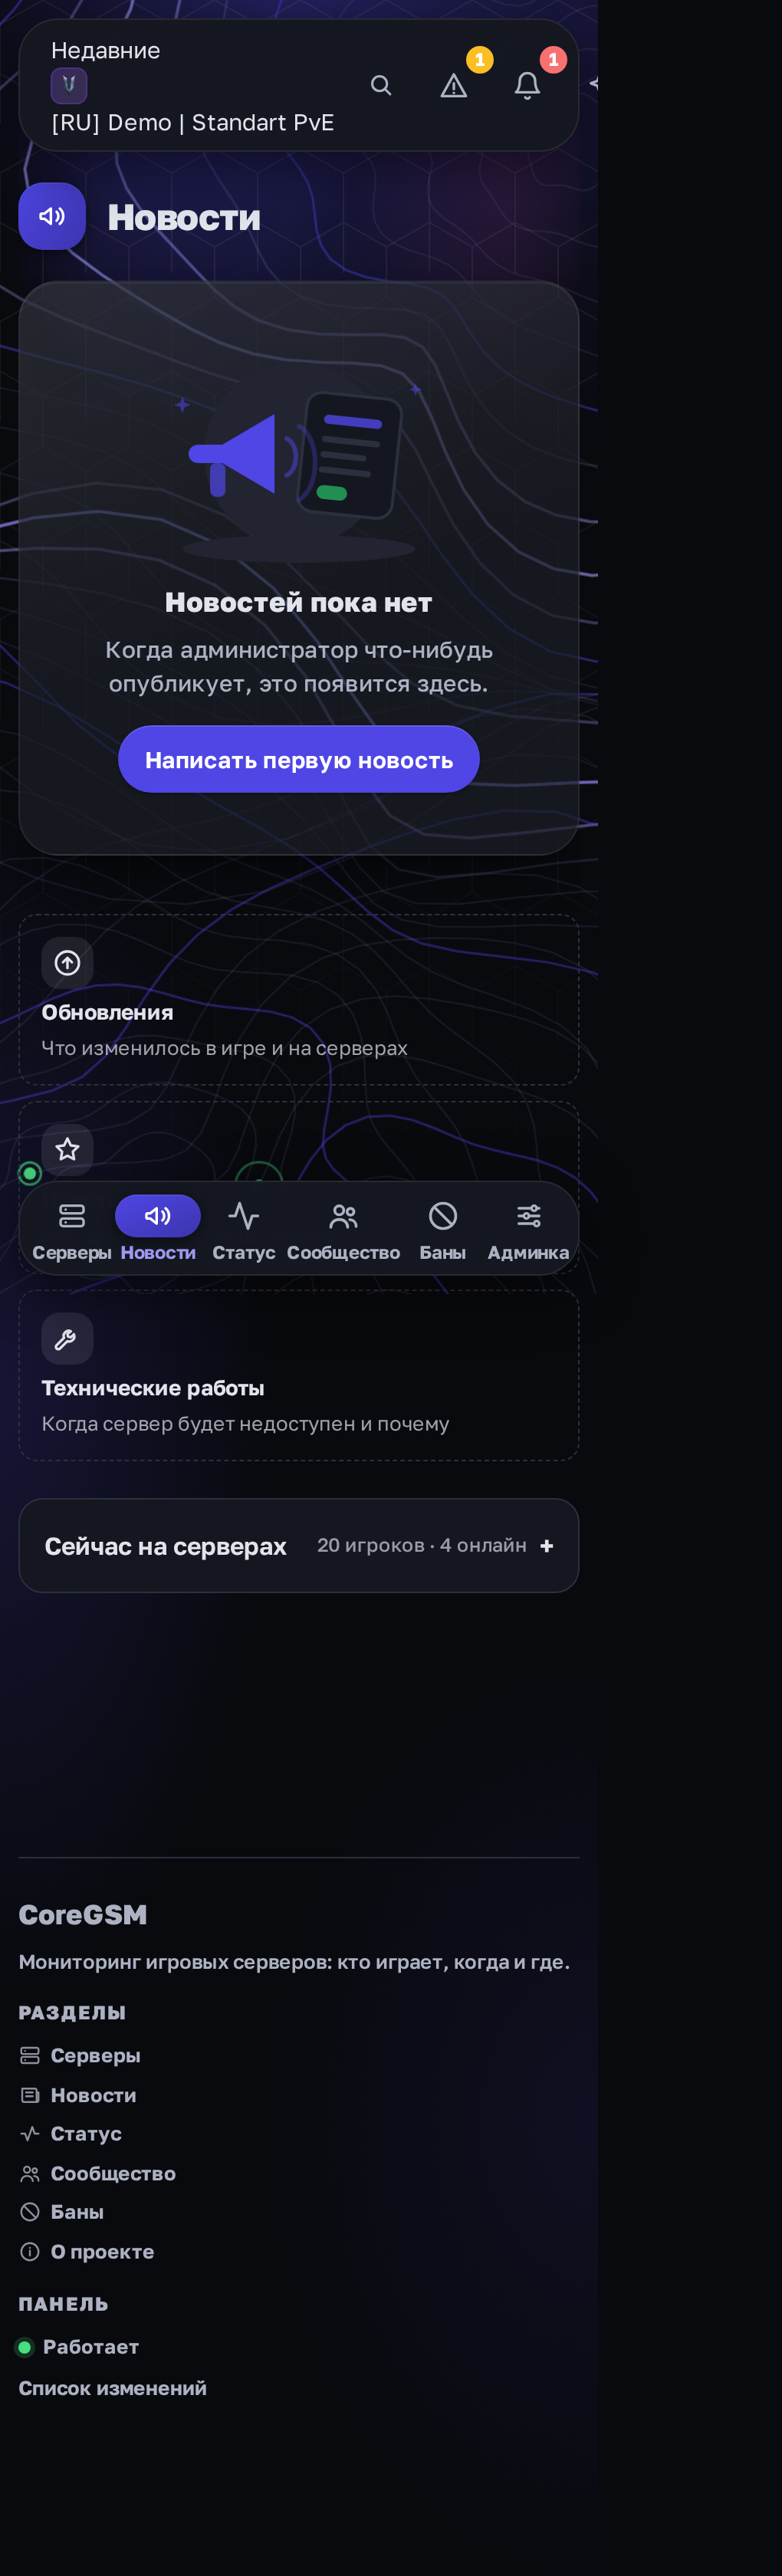 Недавние
[RU] Demo | Standart PvE
1
1
Новости
Новостей пока нет
Когда администратор что-нибудь
опубликует, это появится здесь.
Написать первую новость
Обновления
Что изменилось в игре и на серверах
Серверы
Новости
Статус
Сообщество
Баны
Админка
Технические работы
Когда сервер будет недоступен и почему
Сейчас на серверах
20 игроков · 4 онлайн
+
CoreGSM
Мониторинг игровых серверов: кто играет, когда и где.
РАЗДЕЛЫ
Серверы
Новости
Статус
Сообщество
Баны
О проекте
ПАНЕЛЬ
Работает
Список изменений